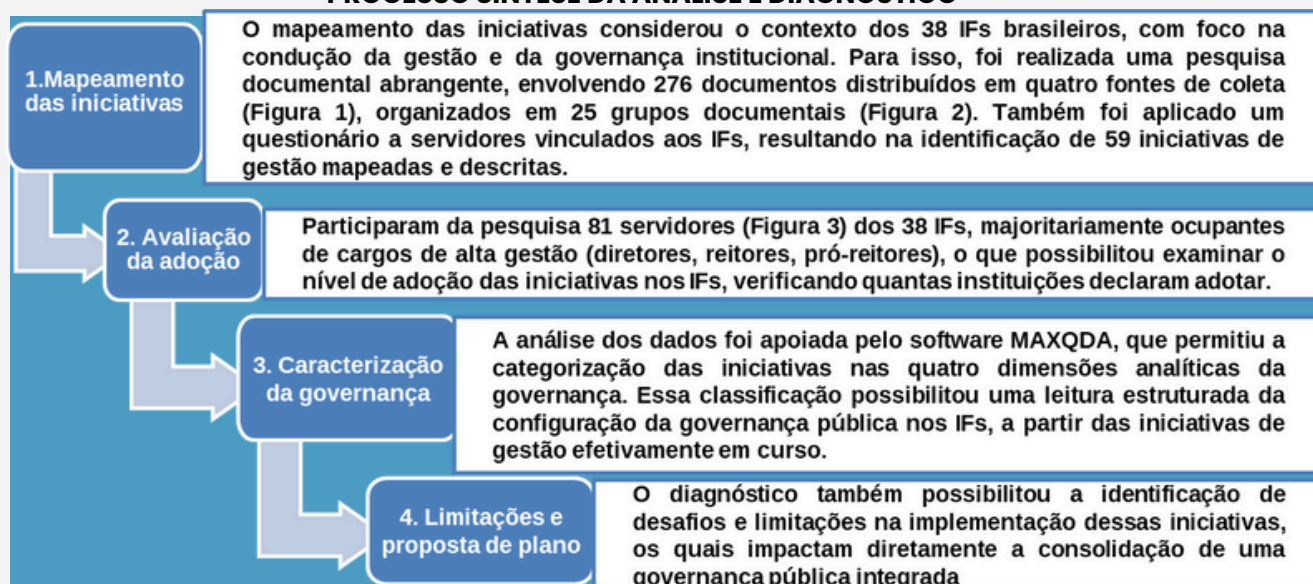 PROCESSO SÍNTESE DA ANÁLISE E DIAGNÓSTICO
1.Mapeamento
das iniciativas
O mapeamento das iniciativas considerou o contexto dos 38 IFs brasileiros, com foco na
condução da gestão e da governança institucional. Para isso, foi realizada uma pesquisa
documental abrangente, envolvendo 276 documentos distribuídos em quatro fontes de coleta
(Figura 1), organizados em 25 grupos documentais (Figura 2). Também foi aplicado um
questionário a servidores vinculados aos IFs, resultando na identificação de 59 iniciativas de
gestão mapeadas e descritas.
2. Avaliação
da adoção
Participaram da pesquisa 81 servidores (Figura 3) dos 38 IFs, majoritariamente ocupantes
de cargos de alta gestão (diretores, reitores, pró-reitores), o que possibilitou examinar o
nível de adoção das iniciativas nos IFs, verificando quantas instituições declaram adotar.
3. Caracterização
da governança
A análise dos dados foi apoiada pelo software MAXQDA, que permitiu a
categorização das iniciativas nas quatro dimensões analíticas da
governança. Essa classificação possibilitou uma leitura estruturada da
configuração da governança pública nos IFs, a partir das iniciativas de
gestão efetivamente em curso.
4. Limitações e
proposta de plano
O diagnóstico também possibilitou a identificação de
desafios e limitações na implementação dessas iniciativas,
os quais impactam diretamente a consolidação de uma
governança pública integrada